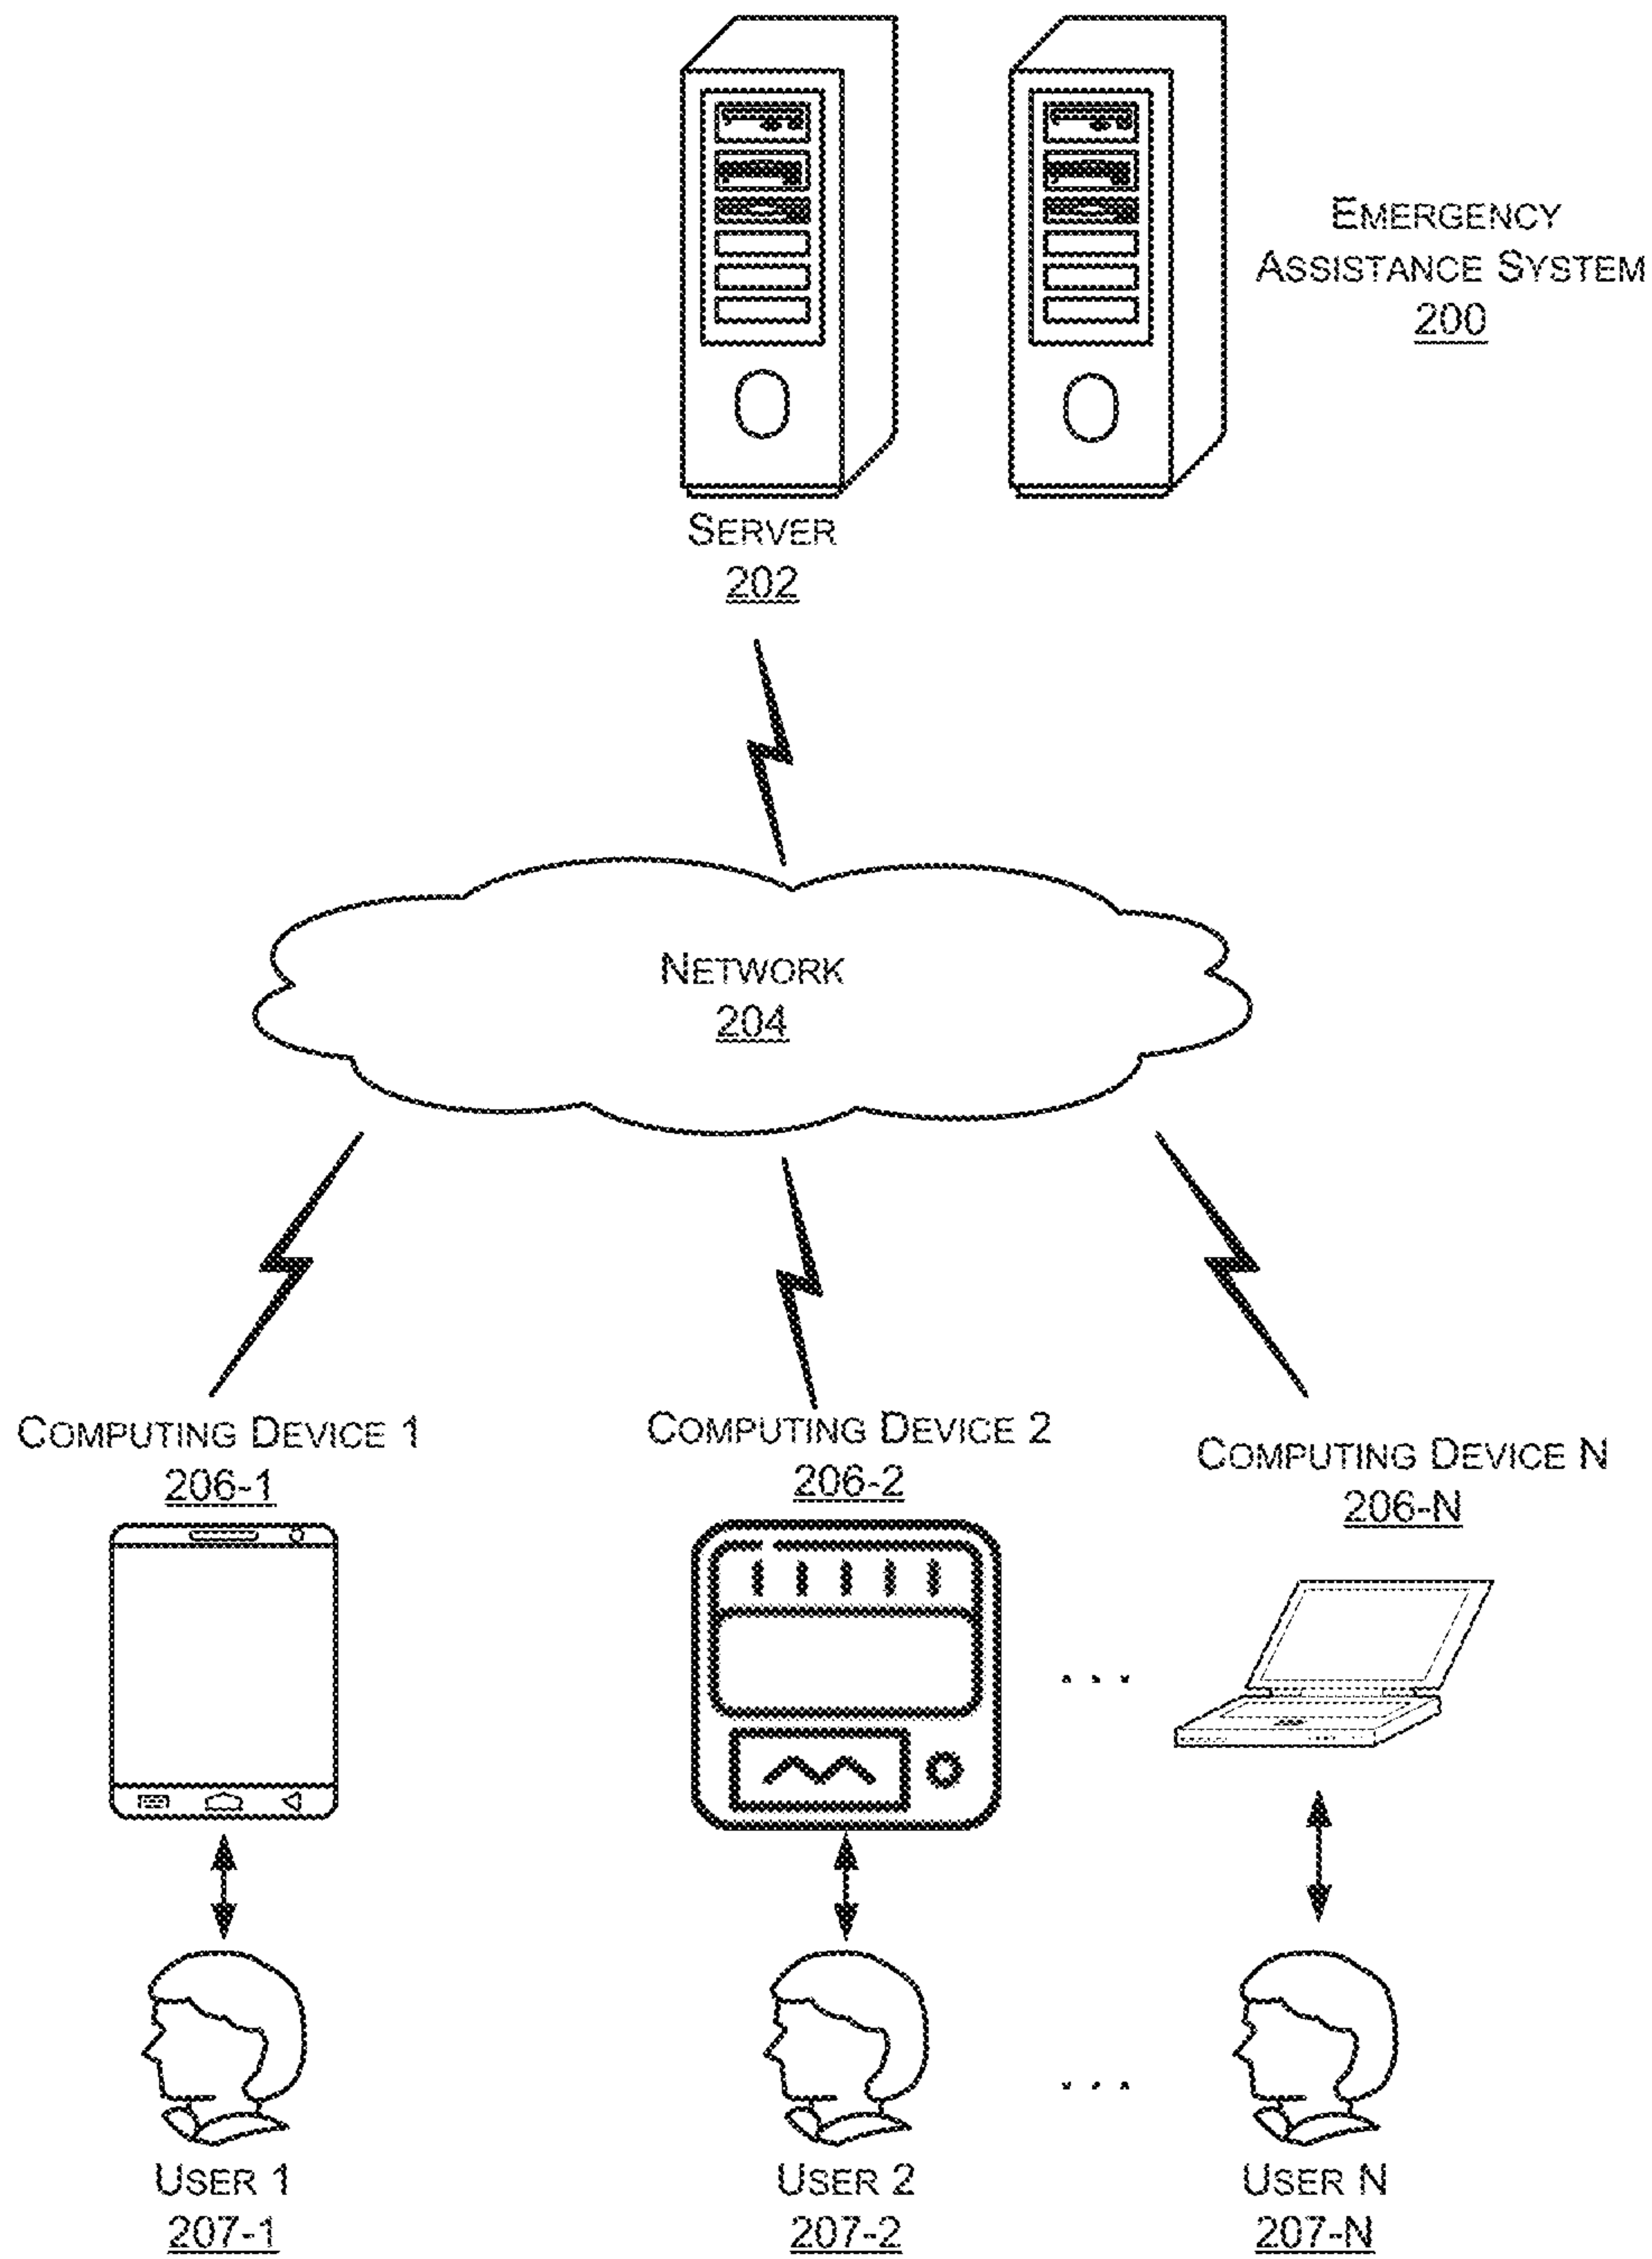 EMERGENCY
ASSISTANCE SYSTEM
200
SERVER
202
NETWORK
204
COMPUTING DEVICE 1
206-1
COMPUTING DEVICE 2
206-2
COMPUTING DEVICE N
206-N
. . .
. . .
USER 1
207-1
USER 2
207-2
USER N
207-N